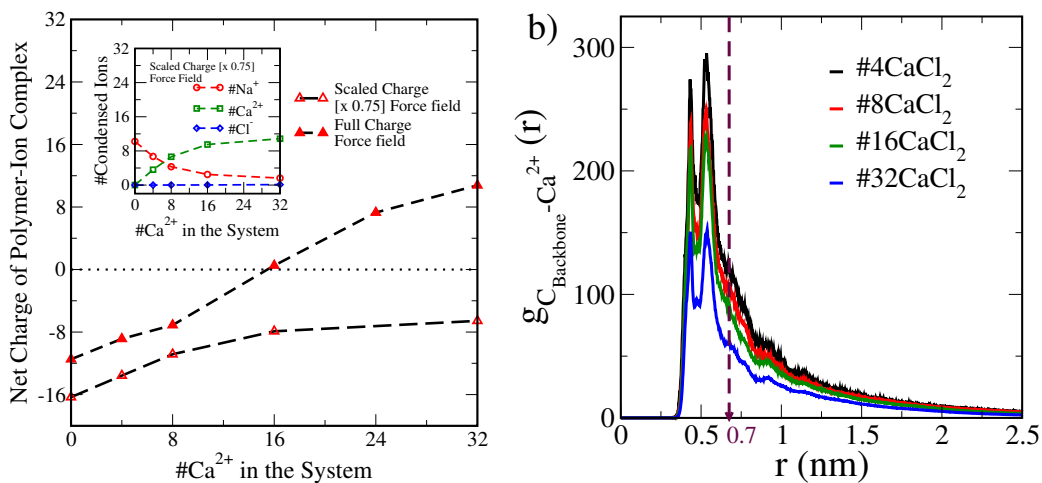 Net Charge of Polymer-Ion Complex
32
24
16
8
0
-8
-16
0 8 16 24 32
#Ca²⁺ in the System
#Condensed Ions
32
24
16
8
0
0 8 16 24 32
#Ca²⁺ in the System
Scaled Charge [x 0.75]
Force Field
#Na⁺
#Ca²⁺
#Cl⁻
Scaled Charge
[x 0.75] Force field
Full Charge
Force field
b)
g_{C_{Backbone}-Ca²⁺} (r)
300
200
100
0
0 0.5 0.7 1 1.5 2 2.5
r (nm)
#4CaCl₂
#8CaCl₂
#16CaCl₂
#32CaCl₂